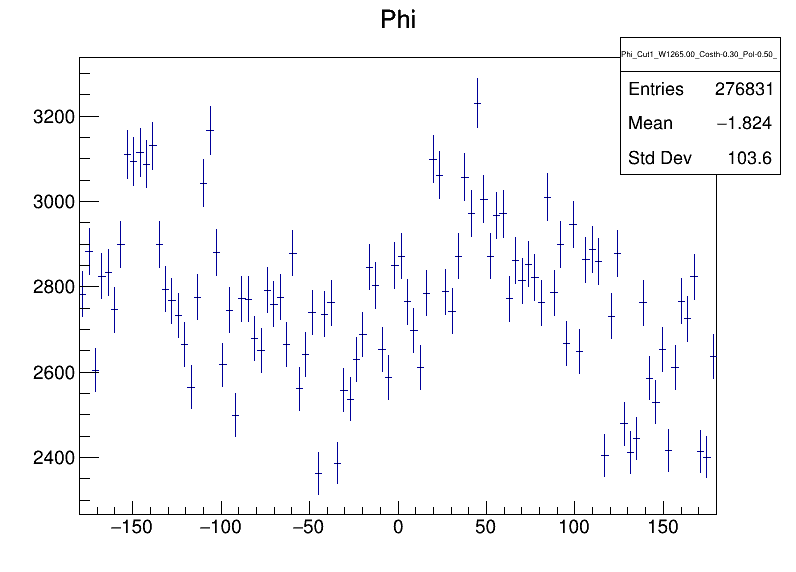 Phi
Phi_Cut1_W1265.00_Costh-0.30_Pol-0.50_
Entries 276831
Mean −1.824
Std Dev 103.6
3200
3000
2800
2600
2400
−150 −100 −50 0 50 100 150